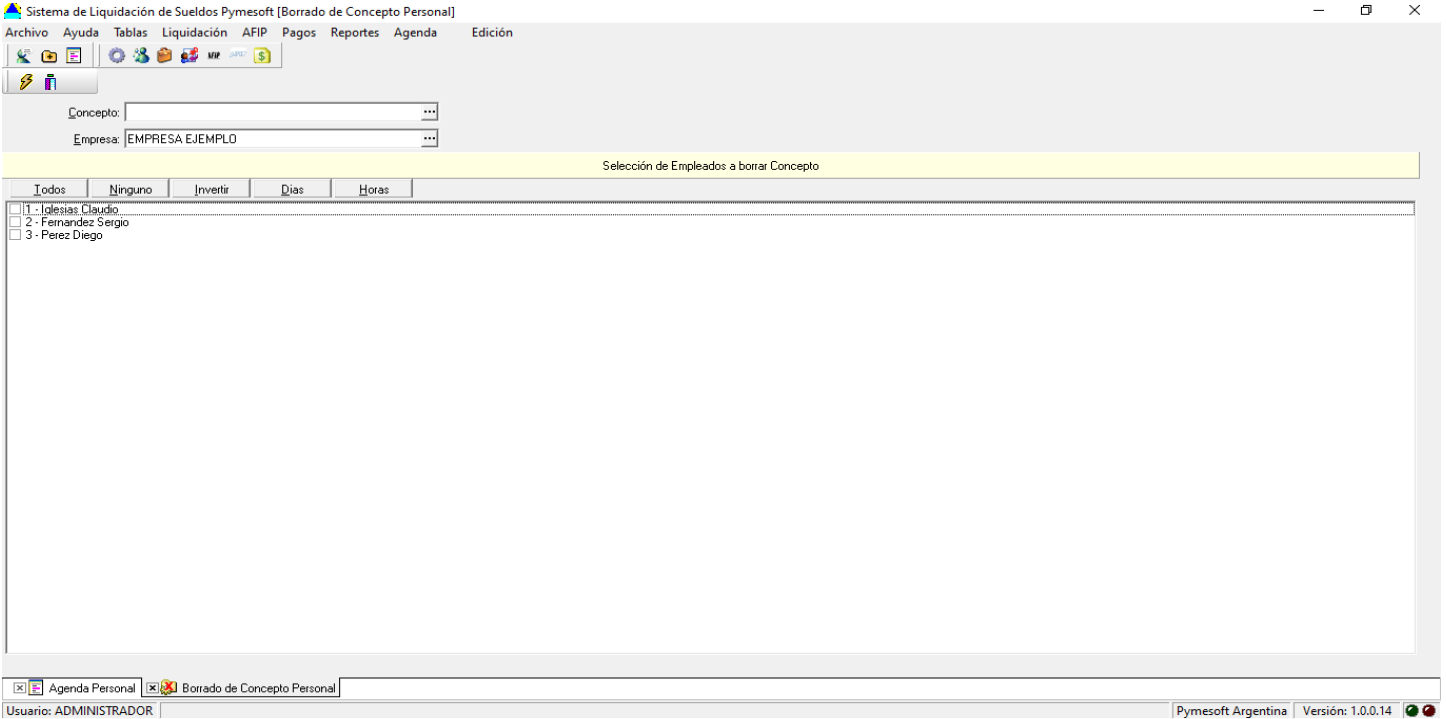 Sistema de Liquidación de Sueldos Pymesoft [Borrado de Concepto Personal]
Archivo Ayuda Tablas Liquidación AFIP Pagos Reportes Agenda Edición
AFIP
Concepto:
Empresa: EMPRESA EJEMPLO
Selección de Empleados a borrar Concepto
Todos Ninguno Invertir Dias Horas
1 - Iglesias Claudio
2 - Fernandez Sergio
3 - Perez Diego
Agenda Personal Borrado de Concepto Personal
Usuario: ADMINISTRADOR Pymesoft Argentina Versión: 1.0.0.14